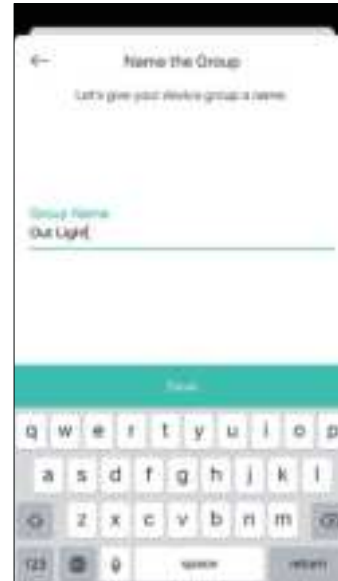 Name the Group
Let's give your device group a name
Group Name
Out Light
q w e r t y u i o p
a s d f g h j k l
z x c v b n m
123 space return